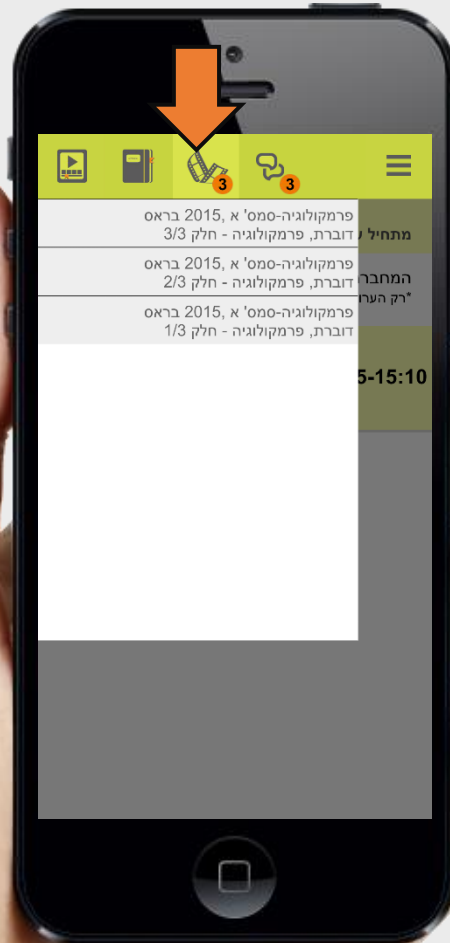 3
3
פרמקולוגיה-סמס' א ,2015 בראס
דוברת, פרמקולוגיה - חלק 3/3
פרמקולוגיה-סמס' א ,2015 בראס
דוברת, פרמקולוגיה - חלק 2/3
פרמקולוגיה-סמס' א ,2015 בראס
דוברת, פרמקולוגיה - חלק 1/3
מתחיל
המחבר
*רק
5-15:10